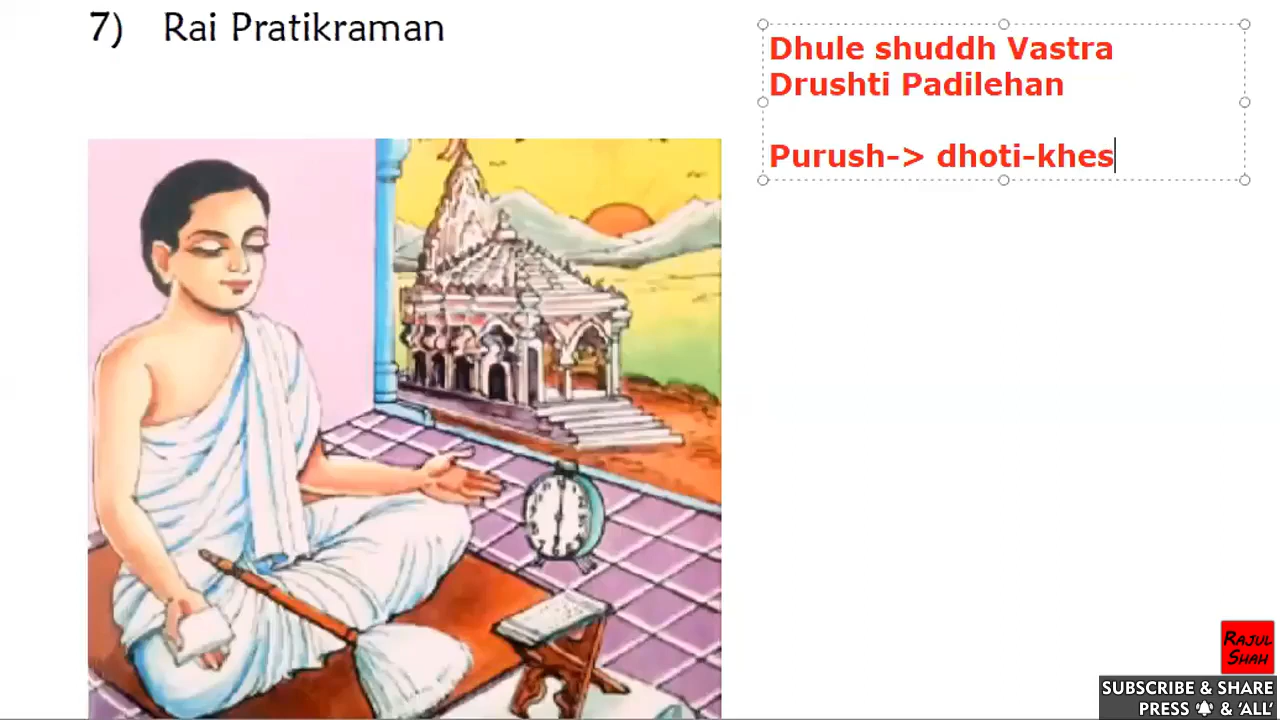 7) Rai Pratikraman
Dhule shuddh Vastra
Drushti Padilehan
Purush-> dhoti-khes
RAJUL
SHAH
SUBSCRIBE & SHARE
PRESS & 'ALL'